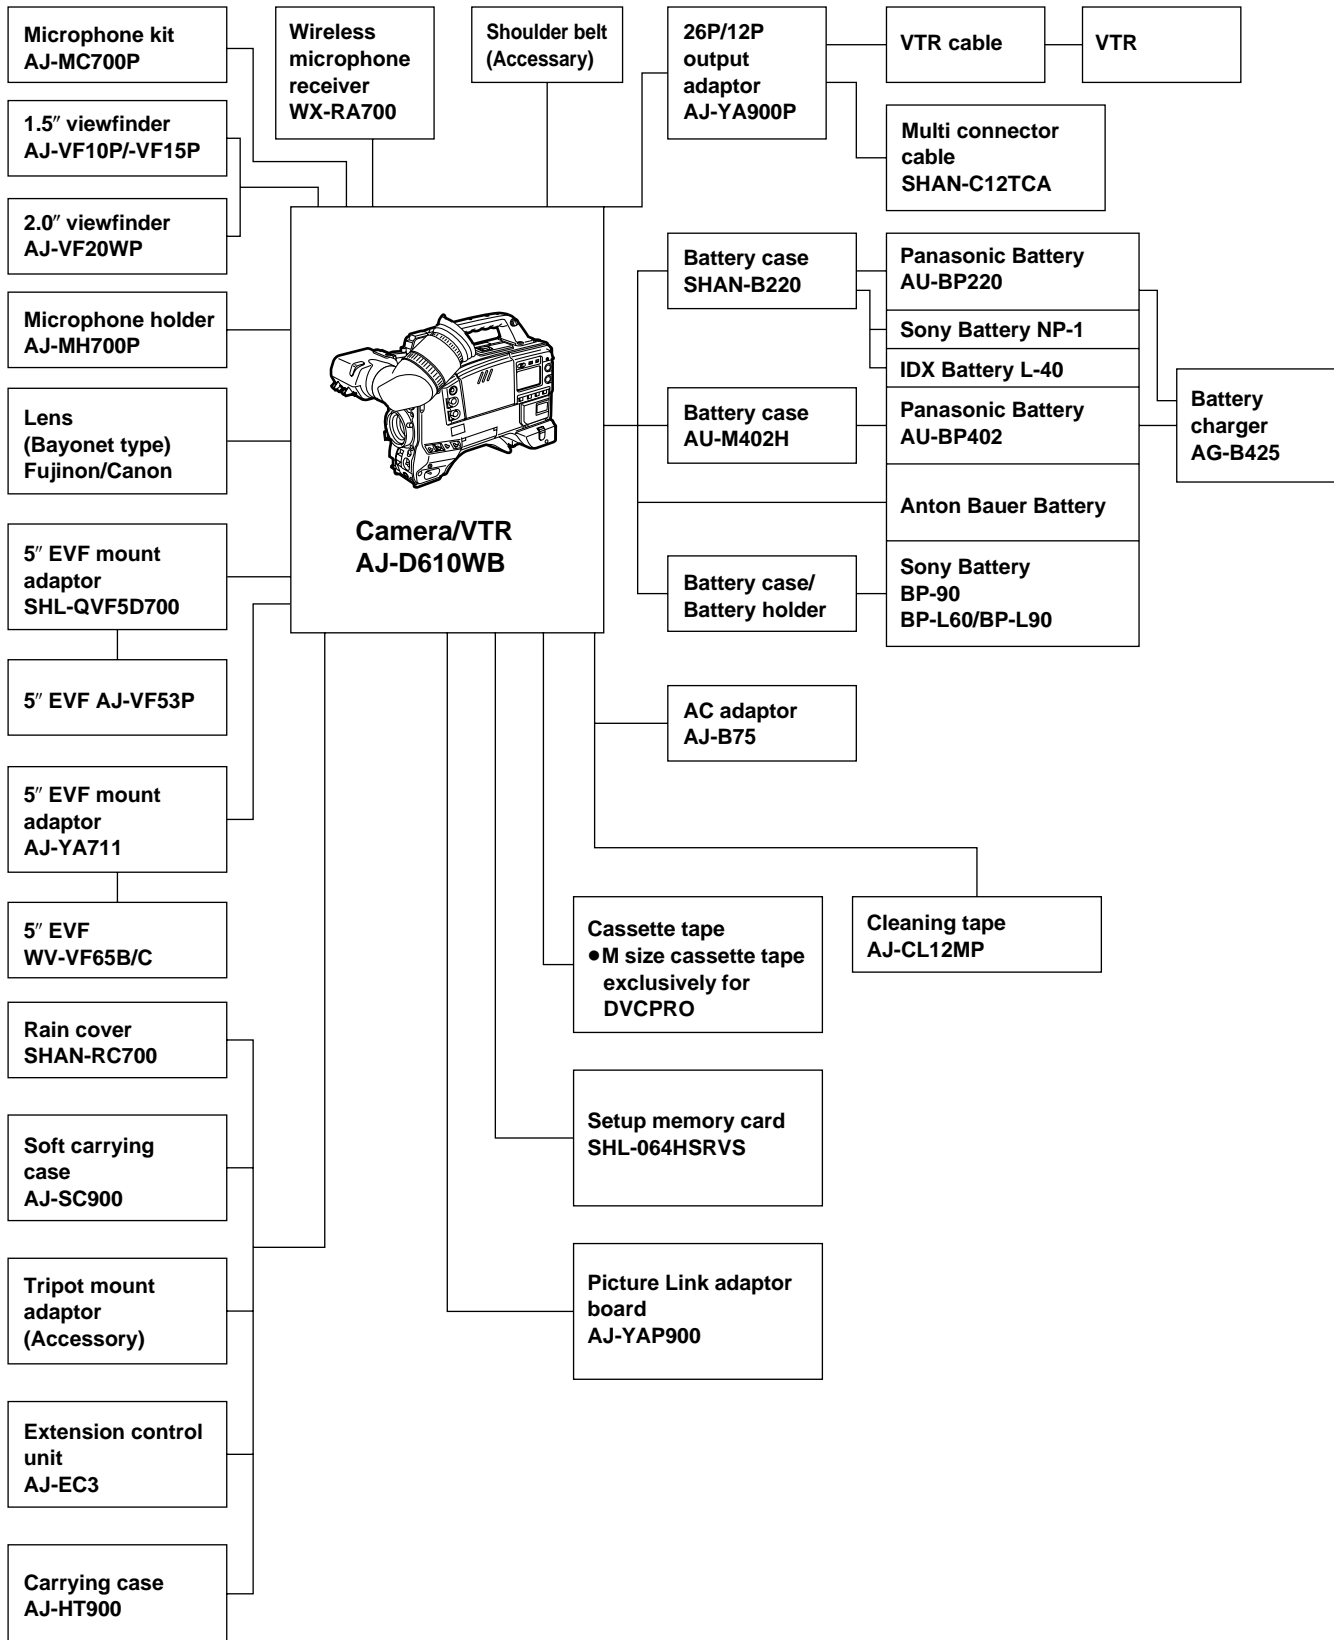 Microphone kit
AJ-MC700P
1.5″ viewfinder
AJ-VF10P/-VF15P
2.0″ viewfinder
AJ-VF20WP
Microphone holder
AJ-MH700P
Lens
(Bayonet type)
Fujinon/Canon
5″ EVF mount
adaptor
SHL-QVF5D700
5″ EVF AJ-VF53P
5″ EVF mount
adaptor
AJ-YA711
5″ EVF
WV-VF65B/C
Rain cover
SHAN-RC700
Soft carrying
case
AJ-SC900
Tripot mount
adaptor
(Accessory)
Extension control
unit
AJ-EC3
Carrying case
AJ-HT900
Wireless
microphone
receiver
WX-RA700
Shoulder belt
(Accessary)
26P/12P
output
adaptor
AJ-YA900P
VTR cable
VTR
Multi connector
cable
SHAN-C12TCA
Camera/VTR
AJ-D610WB
Battery case
SHAN-B220
Panasonic Battery
AU-BP220
Sony Battery NP-1
IDX Battery L-40
Battery case
AU-M402H
Panasonic Battery
AU-BP402
Battery
charger
AG-B425
Anton Bauer Battery
Battery case/
Battery holder
Sony Battery
BP-90
BP-L60/BP-L90
AC adaptor
AJ-B75
Cassette tape
●M size cassette tape
exclusively for
DVCPRO
Cleaning tape
AJ-CL12MP
Setup memory card
SHL-064HSRVS
Picture Link adaptor
board
AJ-YAP900